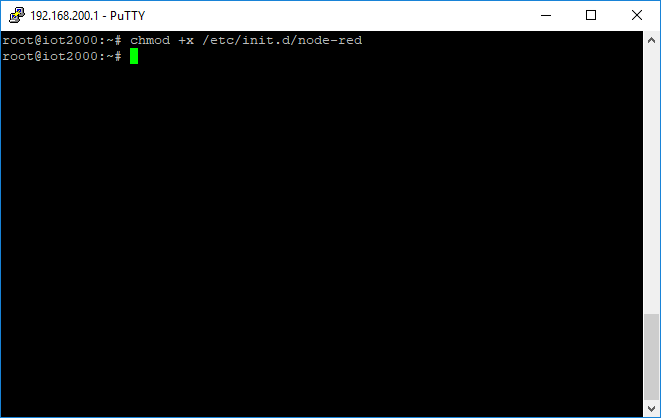 192.168.200.1 - PuTTY
root@iot2000:~# chmod +x /etc/init.d/node-red
root@iot2000:~#